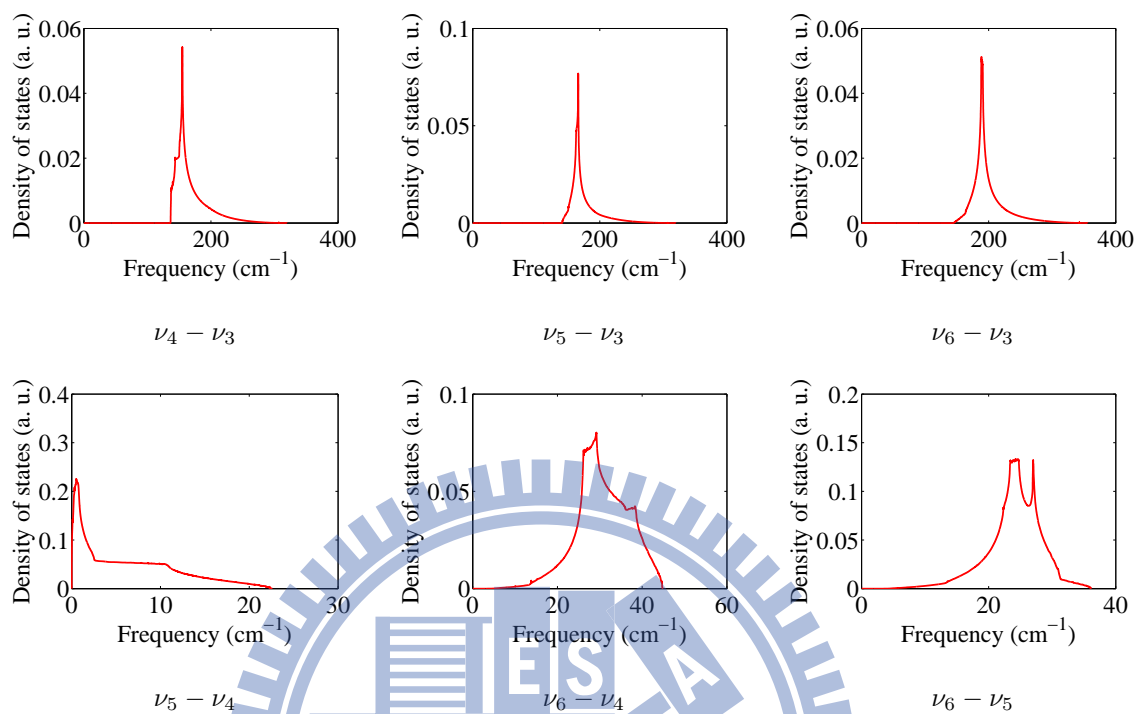 0.06
0.04
0.02
0
0 200 400
Density of states (a. u.)
Frequency (cm⁻¹)
ν₄ − ν₃
0.1
0.05
0
0 200 400
Density of states (a. u.)
Frequency (cm⁻¹)
ν₅ − ν₃
0.06
0.04
0.02
0
0 200 400
Density of states (a. u.)
Frequency (cm⁻¹)
ν₆ − ν₃
0.4
0.3
0.2
0.1
0
0 10 20 30
Density of states (a. u.)
Frequency (cm⁻¹)
ν₅ − ν₄
0.1
0.05
0
0 20 40 60
Density of states (a. u.)
Frequency (cm⁻¹)
ν₆ − ν₄
0.2
0.15
0.1
0.05
0
0 20 40
Density of states (a. u.)
Frequency (cm⁻¹)
ν₆ − ν₅
E S A